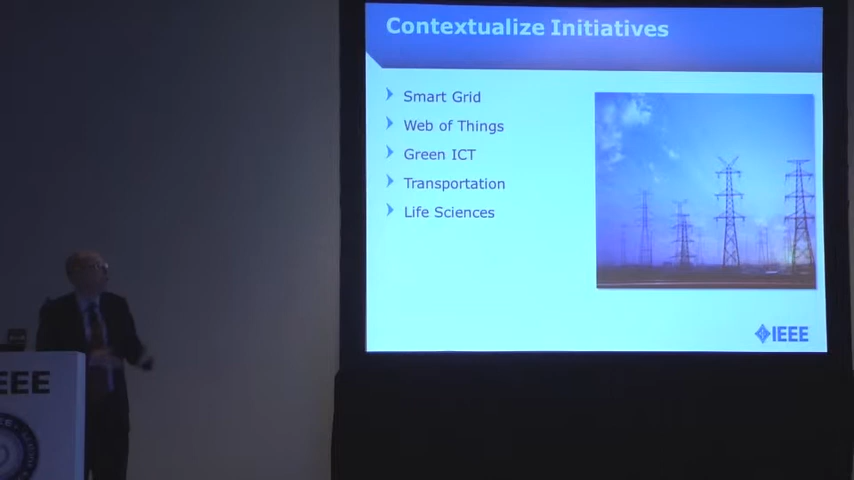 Contextualize Initiatives
Smart Grid
Web of Things
Green ICT
Transportation
Life Sciences
IEEE
EEE